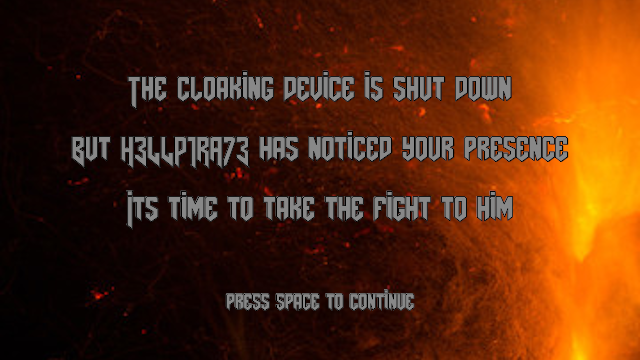 The cloaking device is shut down
But H3LLP1RA73 has noticed your presence
Its time to take the fight to him
press space to continue